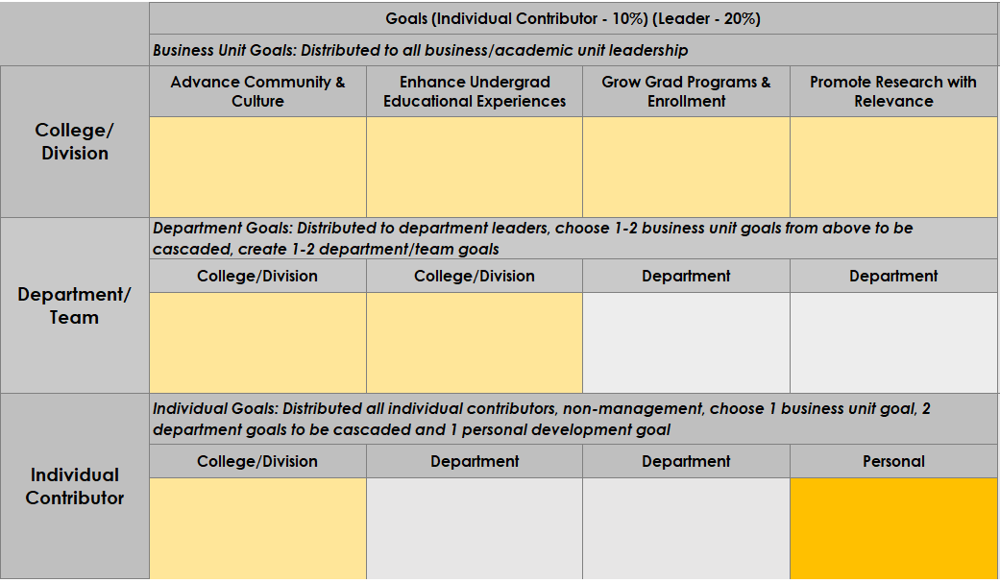 Goals (Individual Contributor - 10%) (Leader - 20%)
Business Unit Goals: Distributed to all business/academic unit leadership
College/
Division
Advance Community &
Culture
Enhance Undergrad
Educational Experiences
Grow Grad Programs &
Enrollment
Promote Research with
Relevance
Department/
Team
Department Goals: Distributed to department leaders, choose 1-2 business unit goals from above to be
cascaded, create 1-2 department/team goals
College/Division
College/Division
Department
Department
Individual
Contributor
Individual Goals: Distributed all individual contributors, non-management, choose 1 business unit goal, 2
department goals to be cascaded and 1 personal development goal
College/Division
Department
Department
Personal